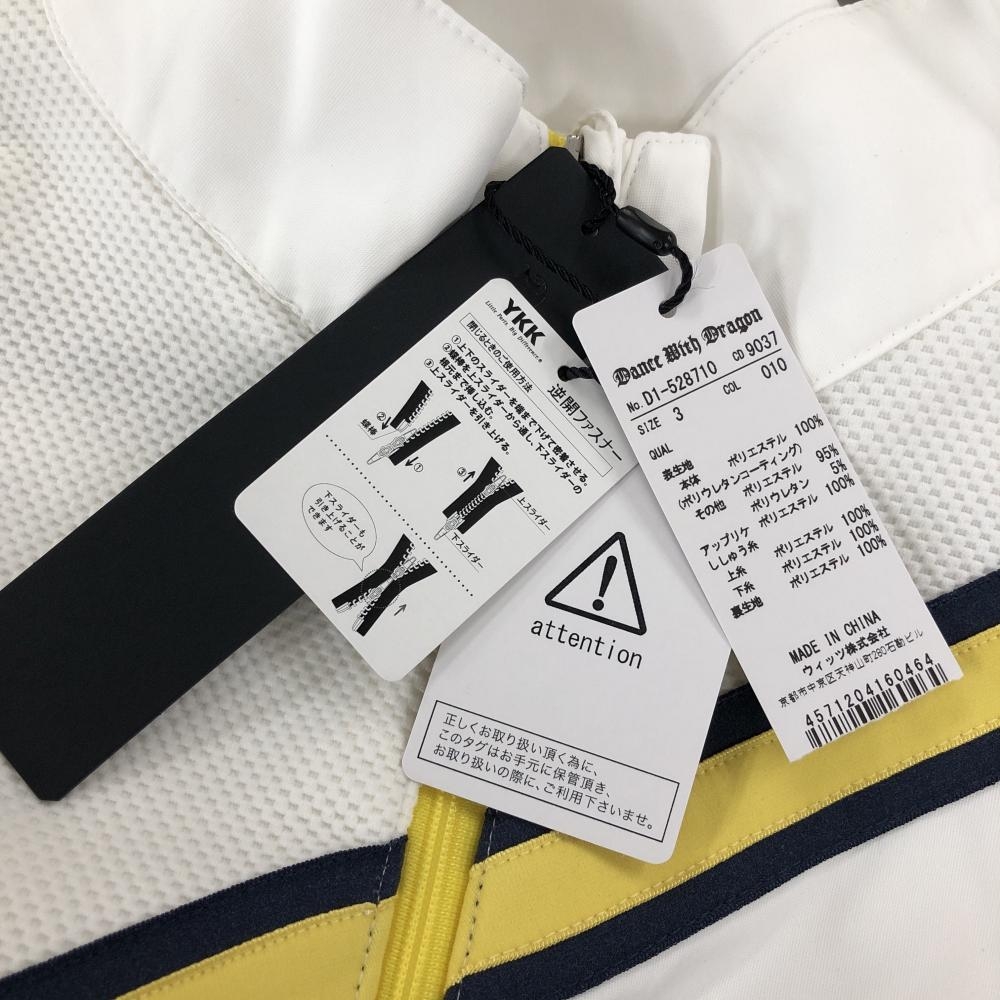 YKK
Little Parts. Big Difference.
逆開ファスナー
閉じるときのご使用方法
①上下のスライダーを端まで下げて密着させる。
②蝶棒を上スライダーから通し、下スライダーの
根元まで挿し込む。
③上スライダーを引き上げる。
②
蝶棒
①
③
上スライダー
下スライダー
下スライダーも
引き上げることが
できます
attention
正しくお取り扱い頂く為に、
このタグはお手元に保管頂き、
お取り扱いの際に、ご利用下さいませ。
Dance With Dragon
No. D1-528710 CD 9037
SIZE 3 COL 010
QUAL
表生地 ポリエステル 100%
本体
(ポリウレタンコーティング)
その他 ポリエステル 95%
ポリウレタン 5%
アップリケ ポリエステル 100%
ししゅう糸
上糸 ポリエステル 100%
下糸 ポリエステル 100%
裏生地 ポリエステル 100%
MADE IN CHINA
ウィッツ株式会社
京都市中京区天神山町280石勘ビル
4571204160464